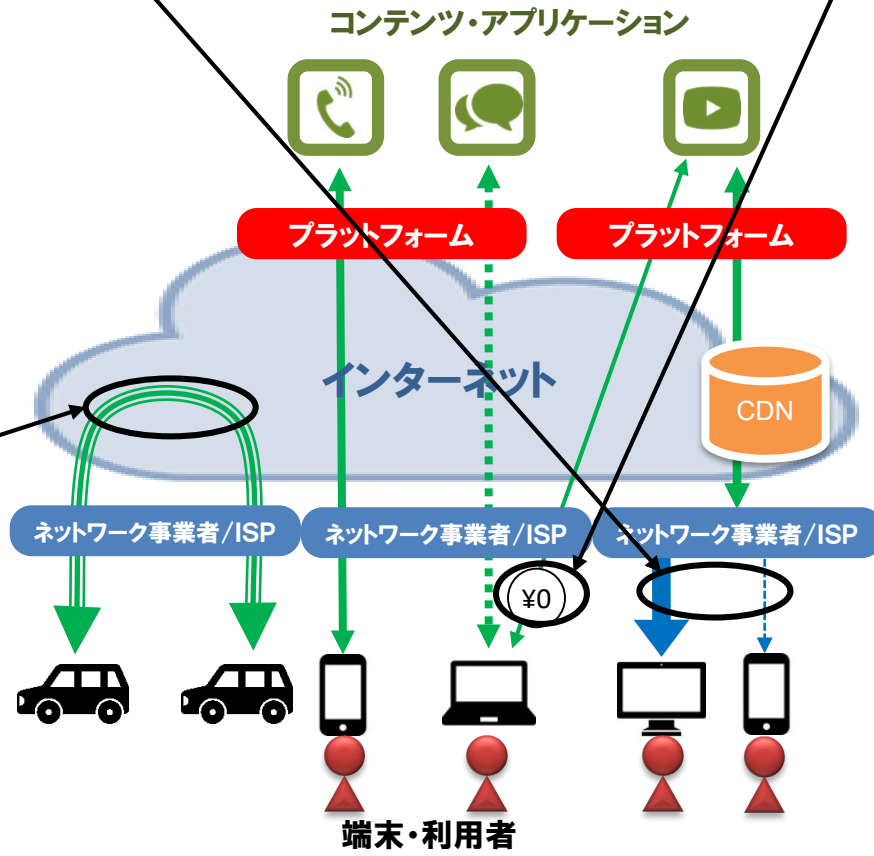 コンテンツ・アプリケーション
プラットフォーム
プラットフォーム
インターネット
CDN
ネットワーク事業者/ISP
ネットワーク事業者/ISP
ネットワーク事業者/ISP
¥0
端末・利用者